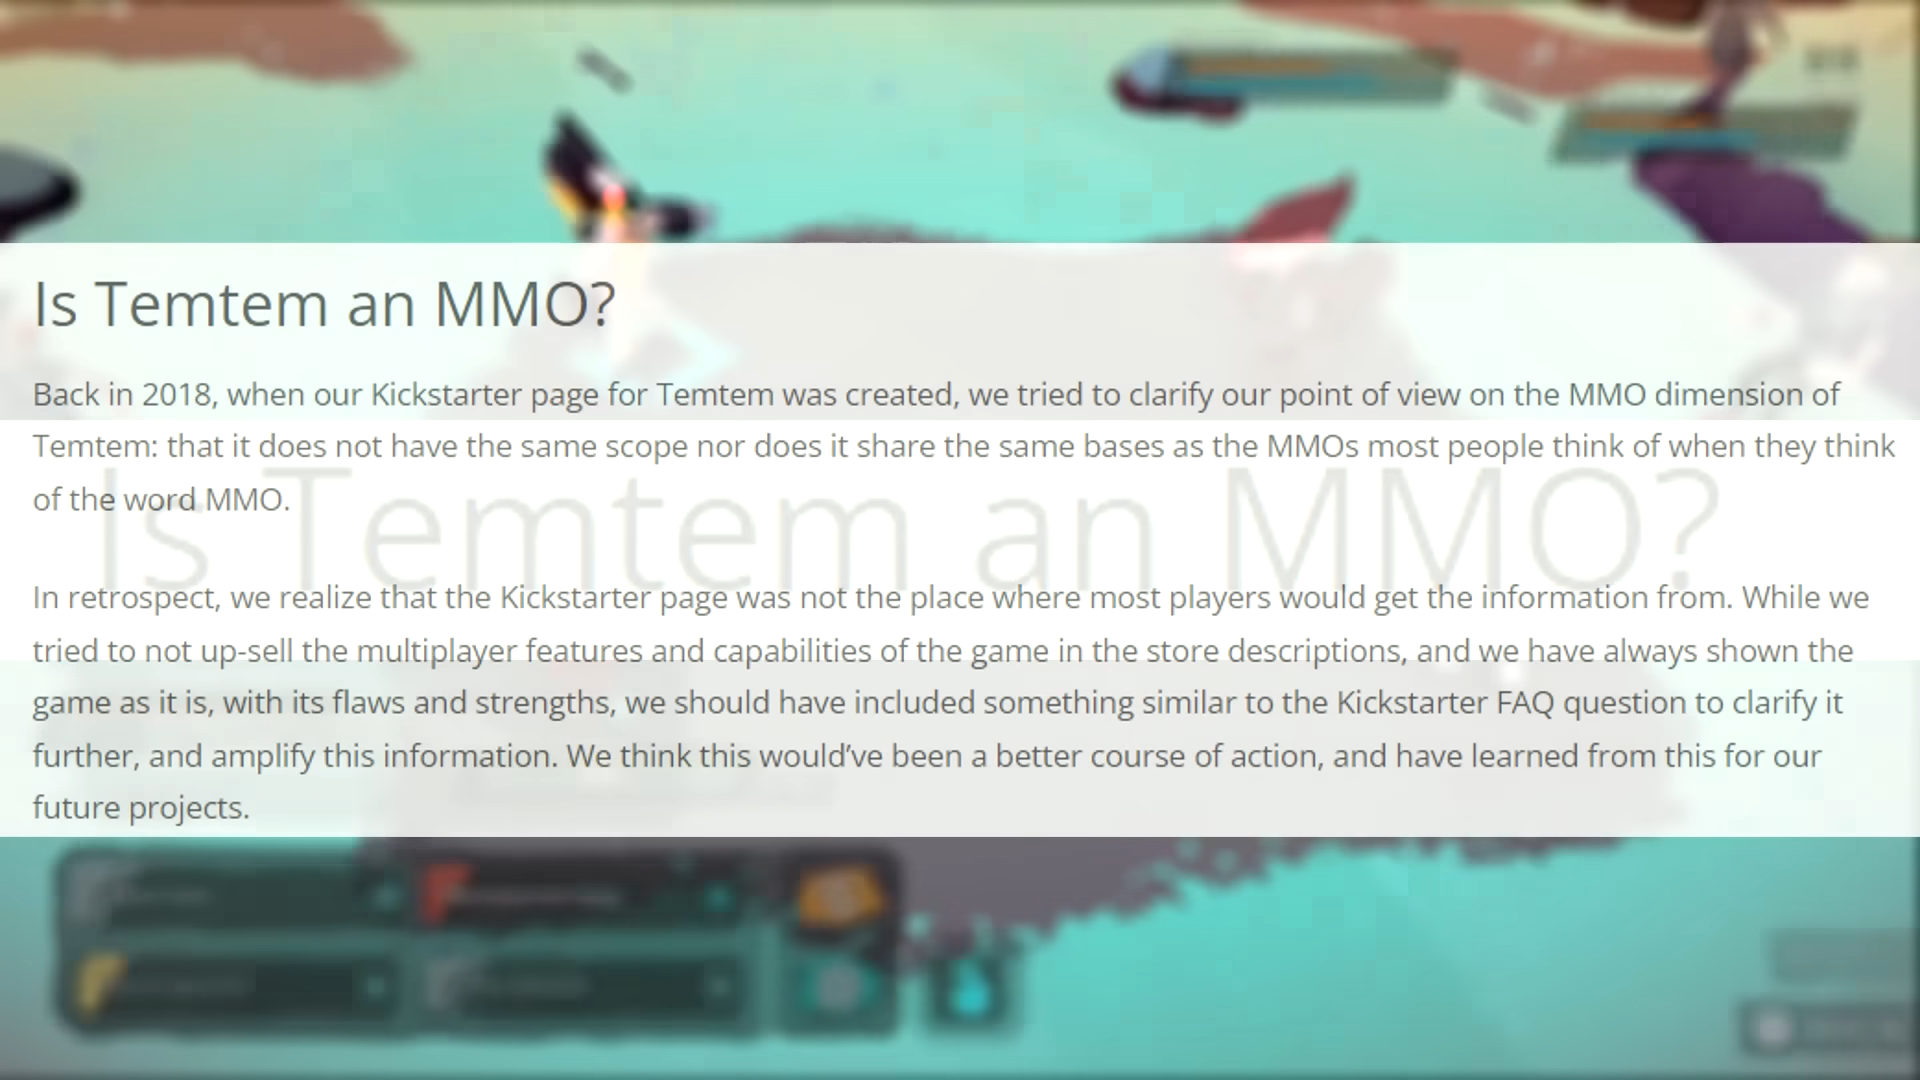 Is Temtem an MMO?
Back in 2018, when our Kickstarter page for Temtem was created, we tried to clarify our point of view on the MMO dimension of
Temtem: that it does not have the same scope nor does it share the same bases as the MMOs most people think of when they think
of the word MMO.
Is Temtem an MMO?
In retrospect, we realize that the Kickstarter page was not the place where most players would get the information from. While we
tried to not up-sell the multiplayer features and capabilities of the game in the store descriptions, and we have always shown the
game as it is, with its flaws and strengths, we should have included something similar to the Kickstarter FAQ question to clarify it
further, and amplify this information. We think this would’ve been a better course of action, and have learned from this for our
future projects.